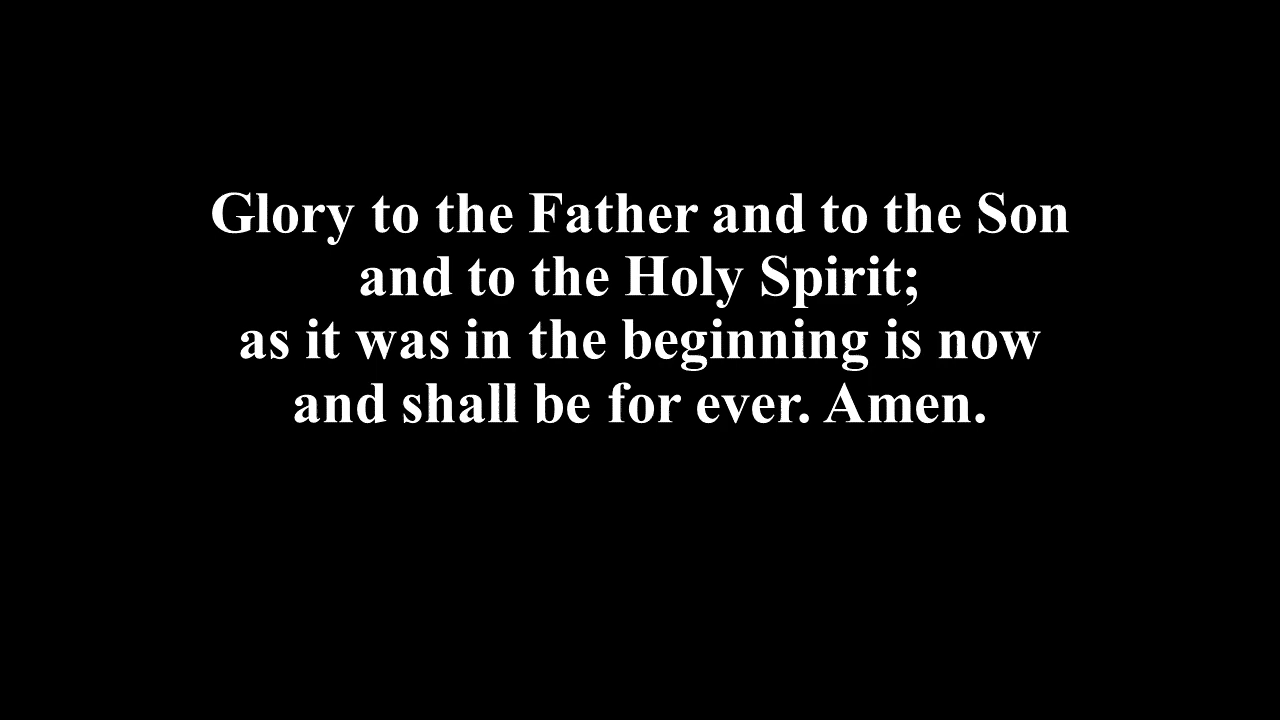 Glory to the Father and to the Son
and to the Holy Spirit;
as it was in the beginning is now
and shall be for ever. Amen.